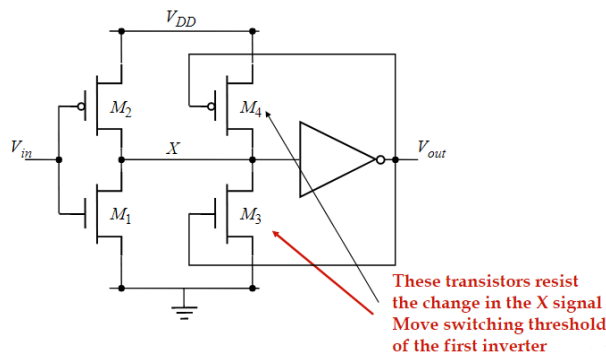 VDD
M2
M4
Vin
X
Vout
M1
M3
These transistors resist
the change in the X signal
Move switching threshold
of the first inverter